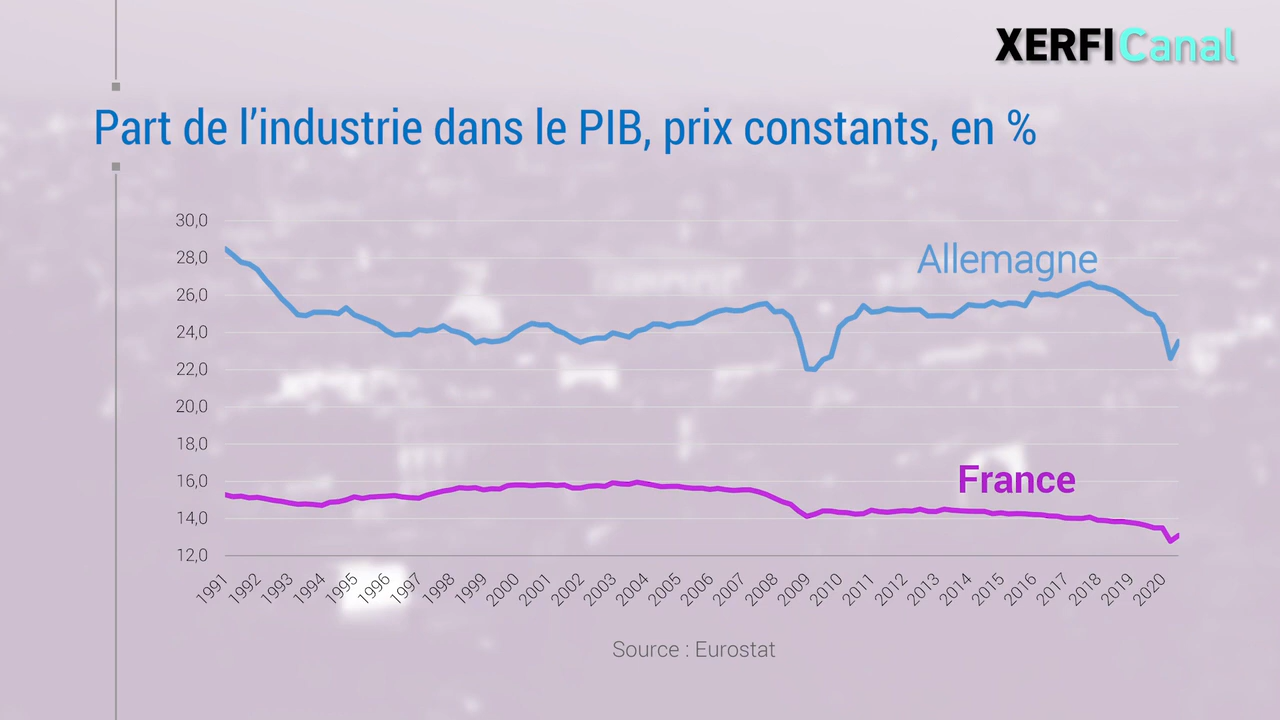 XERFI Canal
Part de l’industrie dans le PIB, prix constants, en %
30,0
28,0
26,0
24,0
22,0
20,0
18,0
16,0
14,0
12,0
Allemagne
France
1991 1992 1993 1994 1995 1996 1997 1998 1999 2000 2001 2002 2003 2004 2005 2006 2007 2008 2009 2010 2011 2012 2013 2014 2015 2016 2017 2018 2019 2020
Source : Eurostat